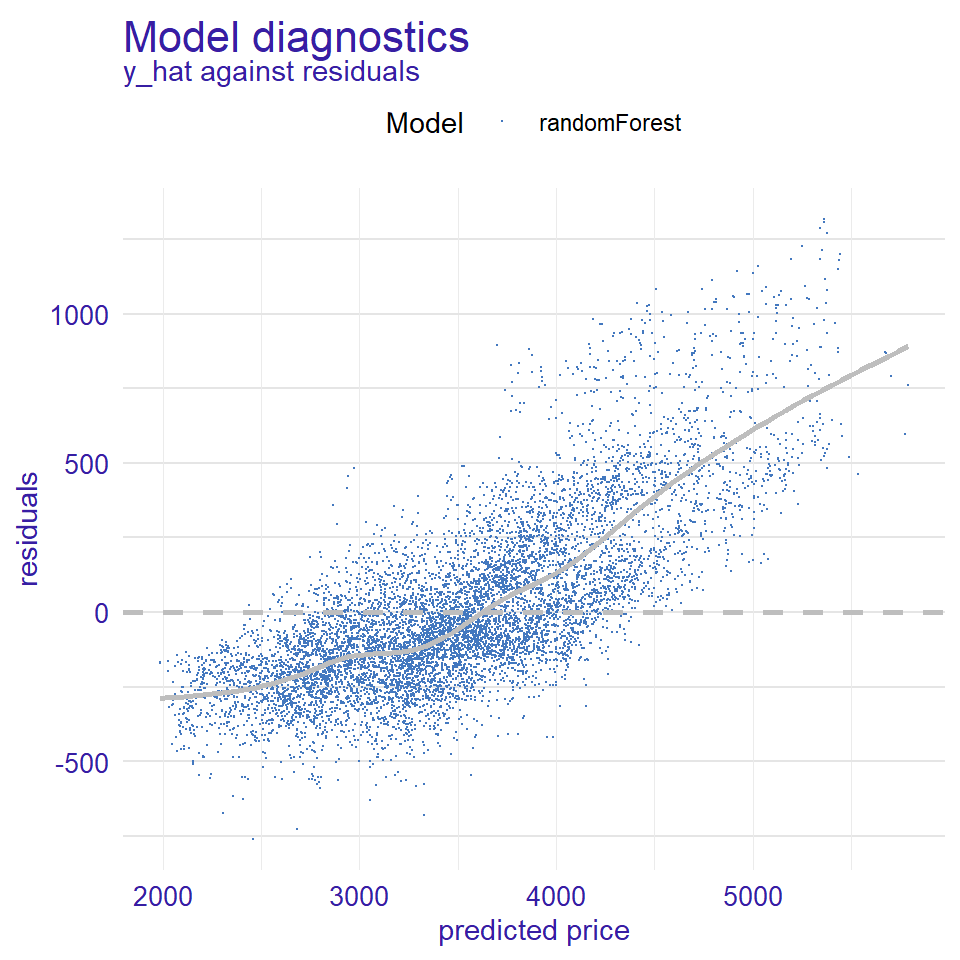 Model diagnostics
y_hat against residuals
Model randomForest
1000
500
0
-500
residuals
2000 3000 4000 5000
predicted price